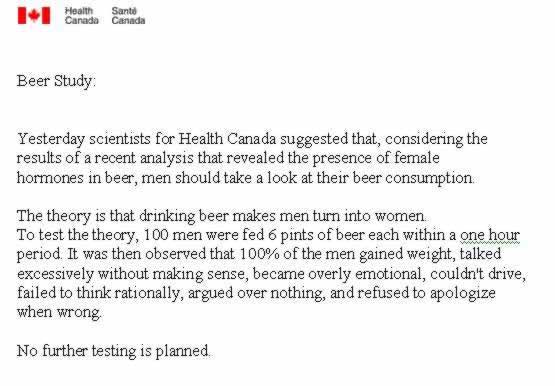 Health Santé
Canada Canada
Beer Study:
Yesterday scientists for Health Canada suggested that, considering the
results of a recent analysis that revealed the presence of female
hormones in beer, men should take a look at their beer consumption.
The theory is that drinking beer makes men turn into women.
To test the theory, 100 men were fed 6 pints of beer each within a one hour
period. It was then observed that 100% of the men gained weight, talked
excessively without making sense, became overly emotional, couldn't drive,
failed to think rationally, argued over nothing, and refused to apologize
when wrong.
No further testing is planned.